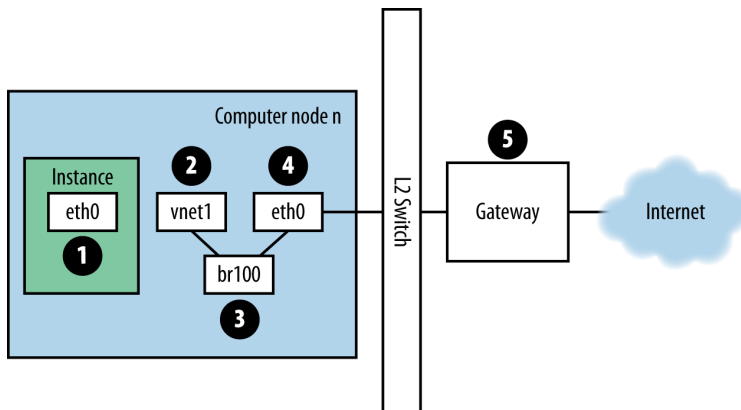 Computer node n
2
4
5
Instance
eth0
vnet1
eth0
L2 Switch
Gateway
Internet
1
br100
3